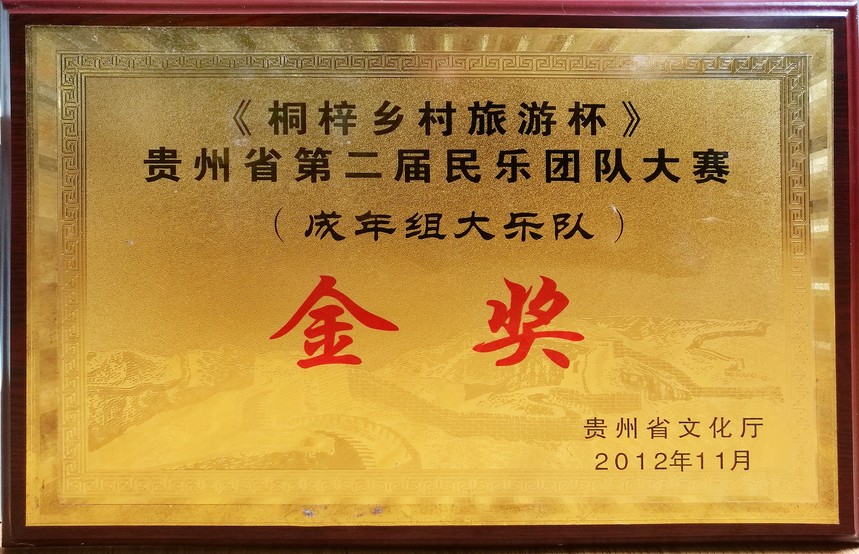 《桐梓乡村旅游杯》
贵州省第二届民乐团队大赛
（成年组大乐队）
金奖
贵州省文化厅
2012年11月